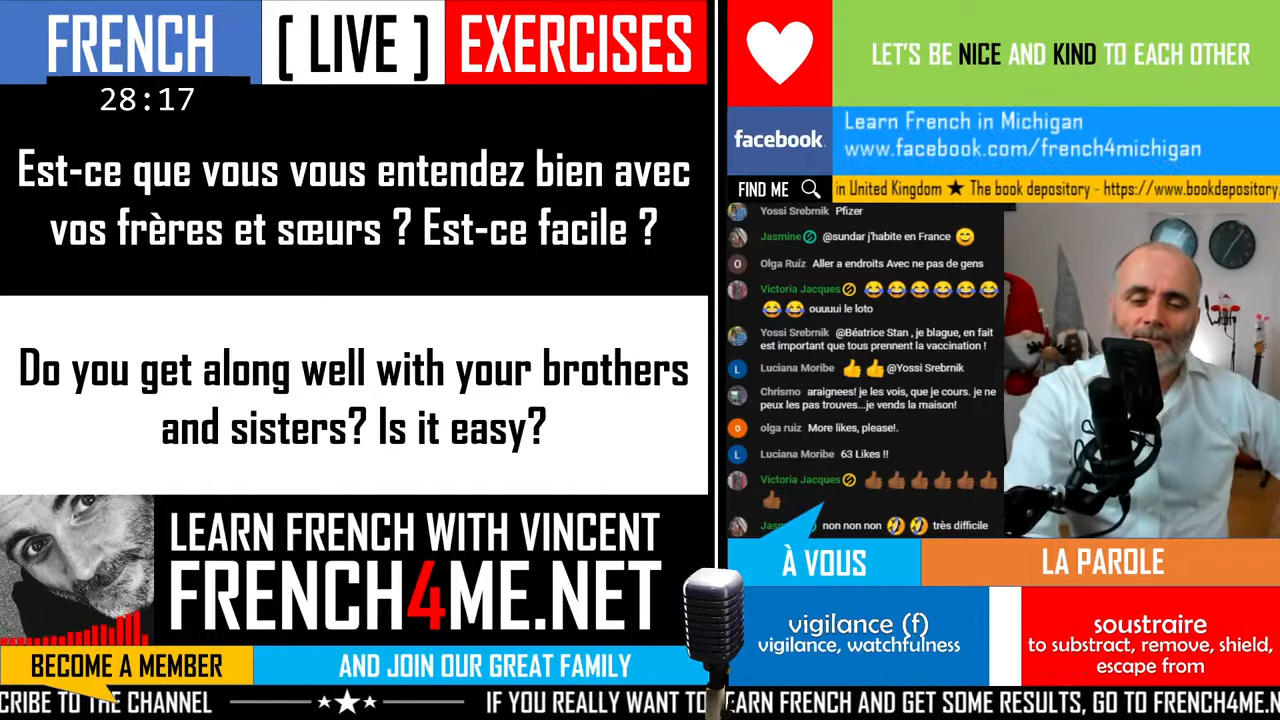 FRENCH [ LIVE ] EXERCISES
28:17
Est-ce que vous vous entendez bien avec
vos frères et sœurs ? Est-ce facile ?
Do you get along well with your brothers
and sisters? Is it easy?
LEARN FRENCH WITH VINCENT
FRENCH4ME.NET
BECOME A MEMBER
AND JOIN OUR GREAT FAMILY
LET'S BE NICE AND KIND TO EACH OTHER
facebook
Learn French in Michigan
www.facebook.com/french4michigan
FIND ME
in United Kingdom ★ The book depository - https://www.bookdepository.
Yossi Srebrnik Pfizer
Jasmine @sundar j'habite en France 😊
O Olga Ruíz Aller a endroits Avec ne pas de gens
Victoria Jacques 😂😂😂😂😂😂
😂😂 ouuuui le loto
Yossi Srebrnik @Béatrice Stan , je blague, en fait
est important que tous prennent la vaccination !
L Luciana Moribe 👍👍 @Yossi Srebrnik
Chrismo araignees! je les vois, que je cours. je ne
peux les pas trouves...je vends la maison!
o olga ruiz More likes, please!.
L Luciana Moribe 63 Likes !!
Victoria Jacques 👍🏾👍🏾👍🏾👍🏾👍🏾👍🏾
👍🏾
non non non 🤣🤣 très difficile
À VOUS
LA PAROLE
vigilance (f)
vigilance, watchfulness
soustraire
to substract, remove, shield,
escape from
CRIBE TO THE CHANNEL ★★★ IF YOU REALLY WANT TO EARN FRENCH AND GET SOME RESULTS, GO TO FRENCH4ME.N